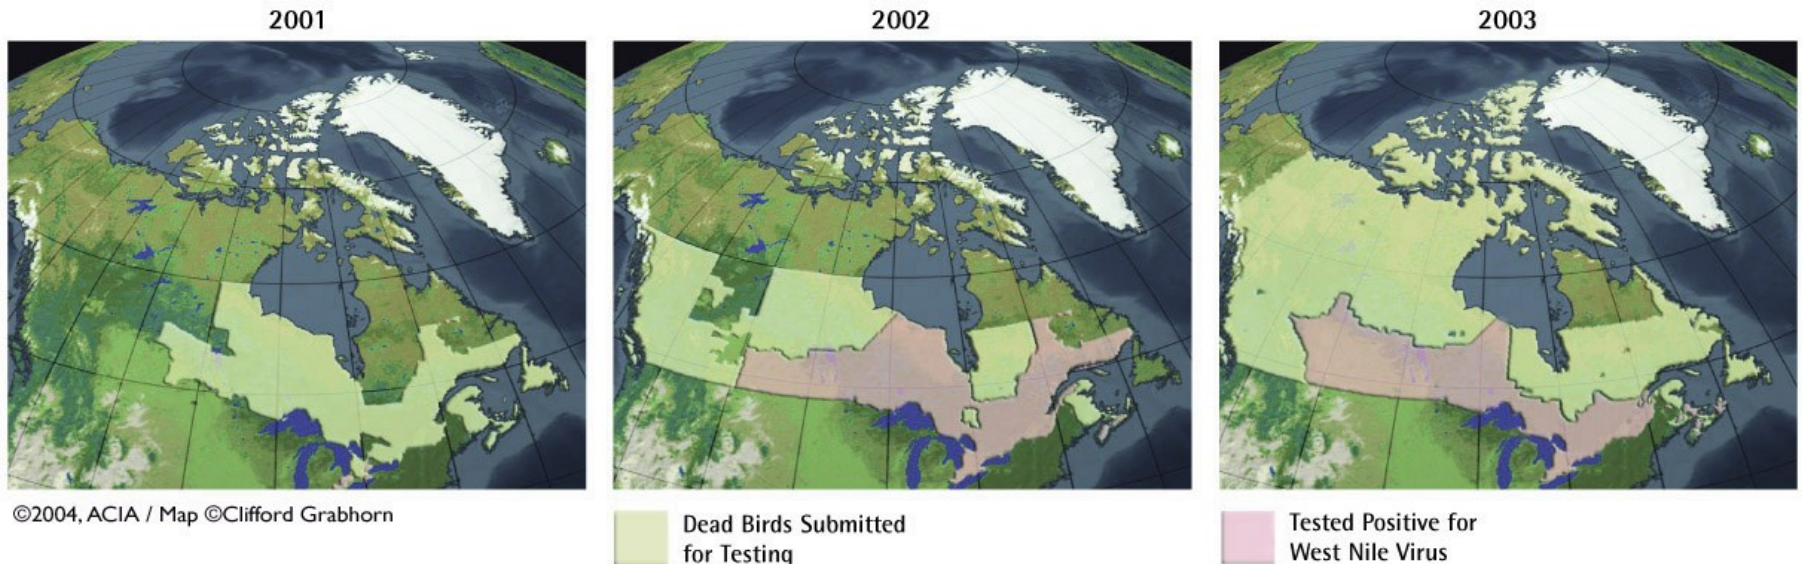 2001
2002
2003
©2004, ACIA / Map ©Clifford Grabhorn
Dead Birds Submitted
for Testing
Tested Positive for
West Nile Virus